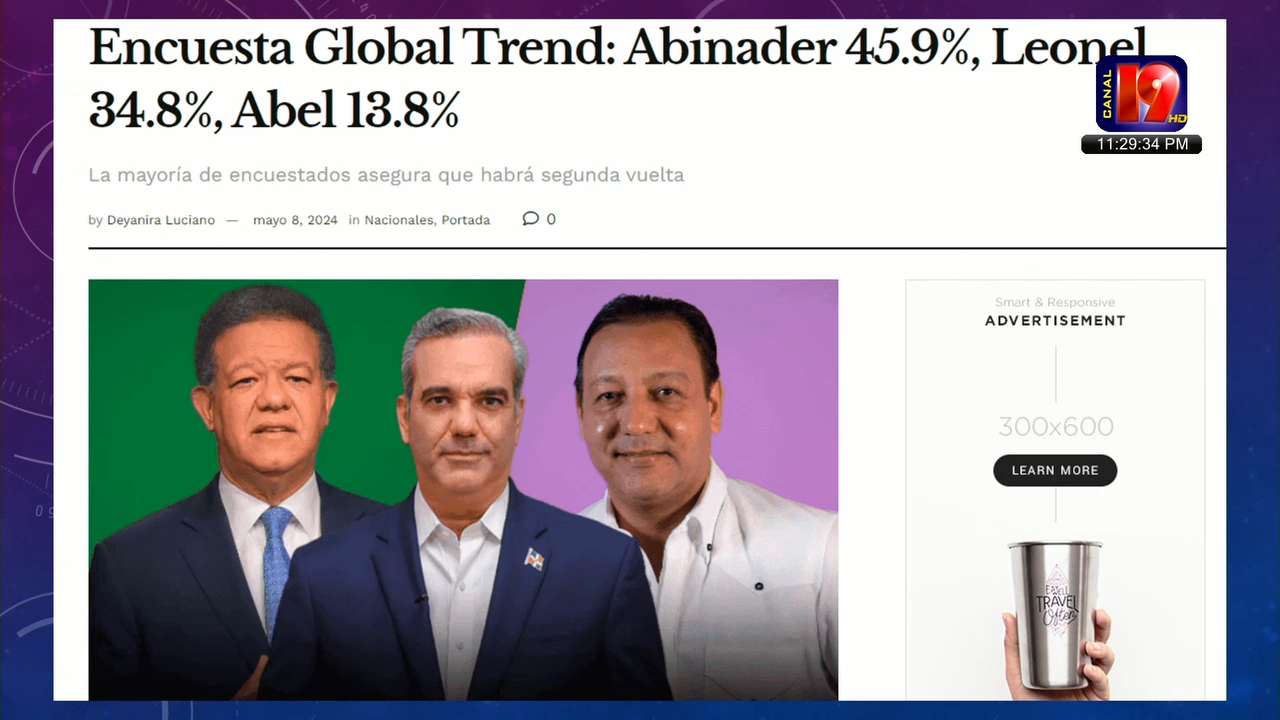 Encuesta Global Trend: Abinader 45.9%, Leonel
34.8%, Abel 13.8%
CANAL 19 HD
11:29:34 PM
La mayoría de encuestados asegura que habrá segunda vuelta
by Deyanira Luciano — mayo 8, 2024 in Nacionales, Portada 0
Smart & Responsive
ADVERTISEMENT
300x600
LEARN MORE
TRAVEL
Often